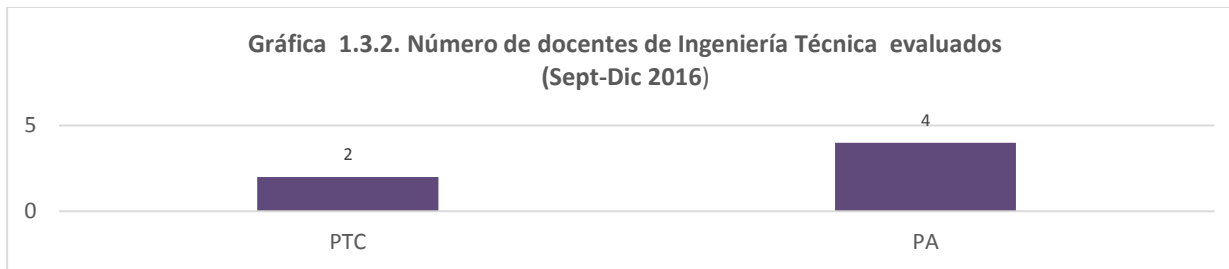 Gráfica 1.3.2. Número de docentes de Ingeniería Técnica evaluados
(Sept-Dic 2016)
5
4
2
0
PTC
PA